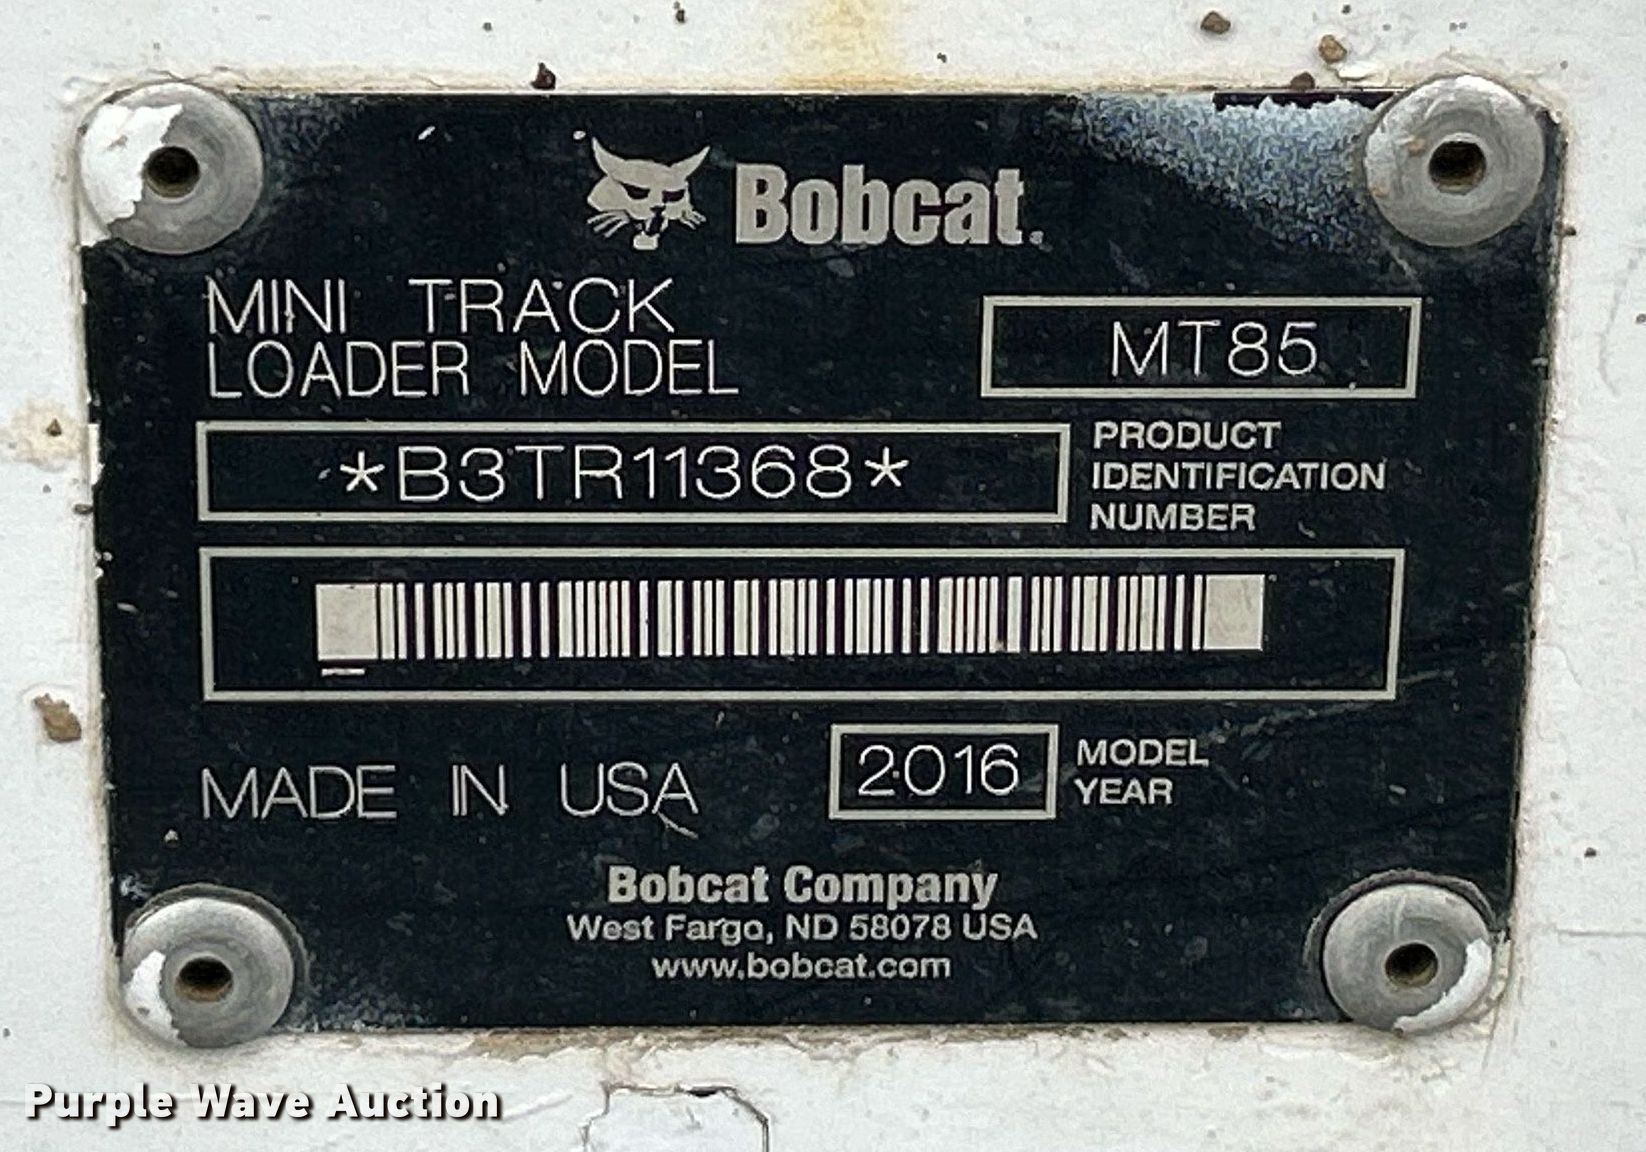 Bobcat.
MINI TRACK
LOADER MODEL
MT85
*B3TR11368*
PRODUCT
IDENTIFICATION
NUMBER
MADE IN USA
2016
MODEL
YEAR
Bobcat Company
West Fargo, ND 58078 USA
www.bobcat.com
Purple Wave Auction